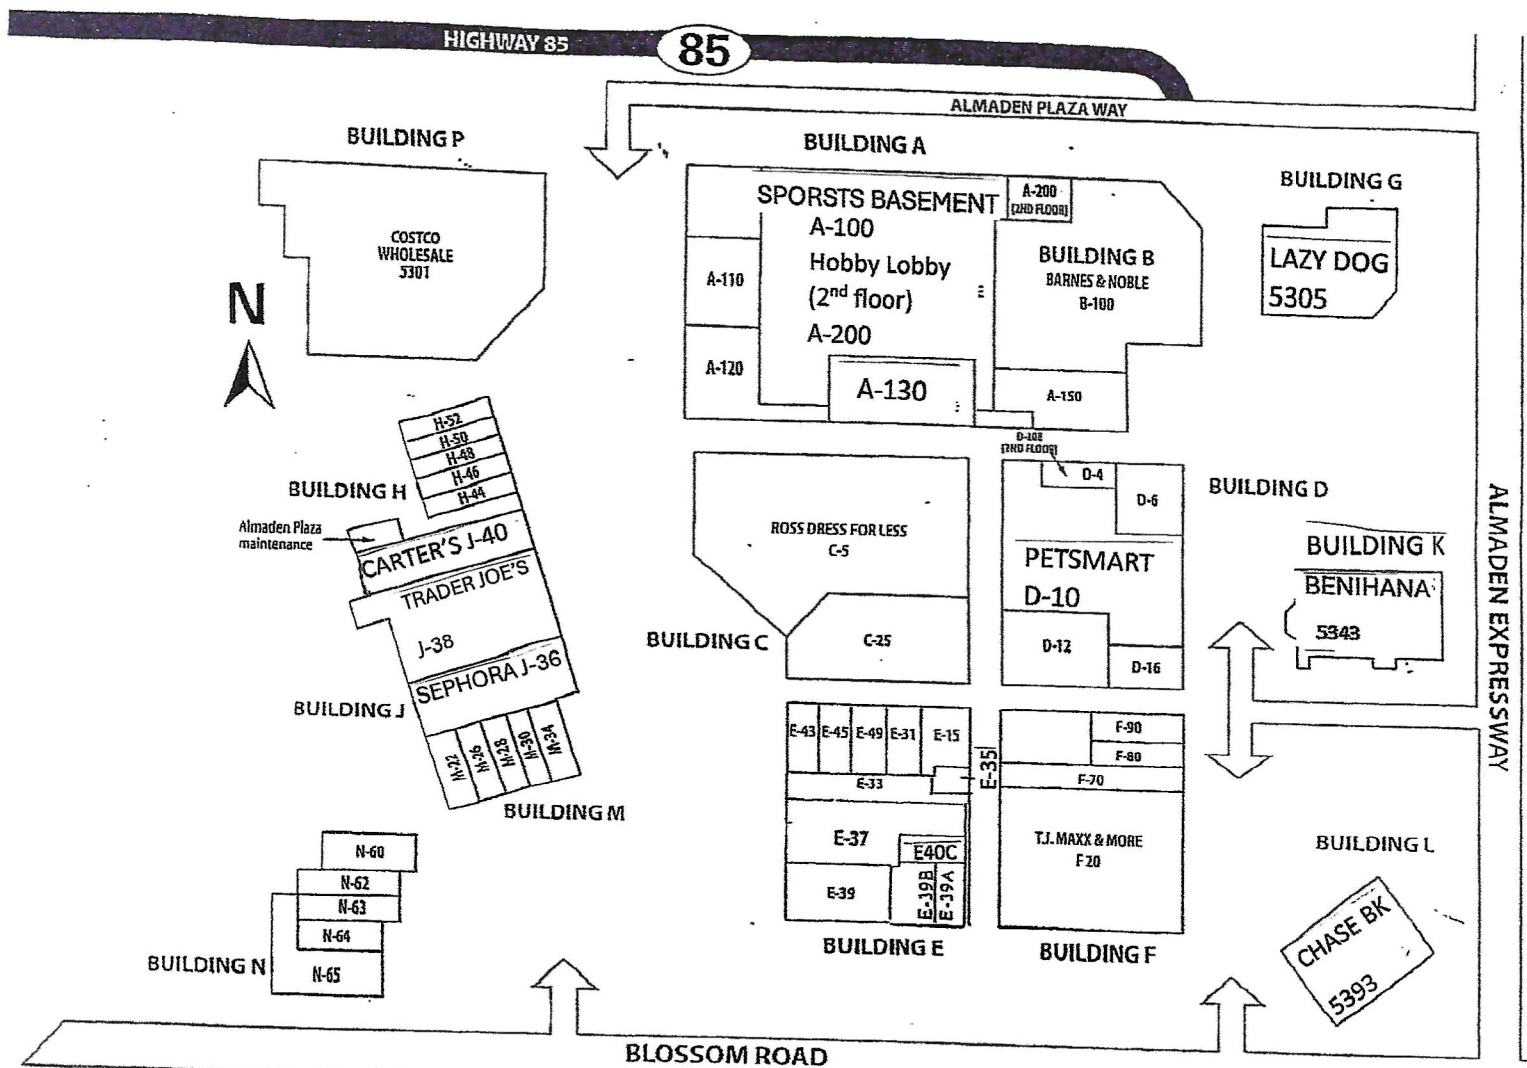 HIGHWAY 85
85
ALMADEN PLAZA WAY
BUILDING P
COSTCO
WHOLESALE
5301
N
BUILDING A
SPORSTS BASEMENT
A-100
Hobby Lobby
(2nd floor)
A-200
A-110
A-120
A-130
A-200
(2ND FLOOR)
BUILDING B
BARNES & NOBLE
B-100
A-150
BUILDING G
LAZY DOG
5305
H-52
H-50
H-48
H-46
H-44
BUILDING H
Almaden Plaza
maintenance
CARTER'S J-40
TRADER JOE'S
J-38
SEPHORA J-36
BUILDING J
M-22
M-26
M-28
M-30
M-34
BUILDING M
ROSS DRESS FOR LESS
C-5
BUILDING C
C-25
(2ND FLOOR)
D-4
D-6
BUILDING D
PETSMART
D-10
D-12
D-16
BUILDING K
BENIHANA
5343
ALMADEN EXPRESSWAY
E-43
E-45
E-49
E-31
E-15
E-35
E-33
E-37
E40C
E-39
E-39B
E-39A
BUILDING E
F-90
F-80
F-70
T.J. MAXX & MORE
F 20
BUILDING F
BUILDING L
CHASE BK
5393
N-60
N-62
N-63
N-64
N-65
BUILDING N
BLOSSOM ROAD